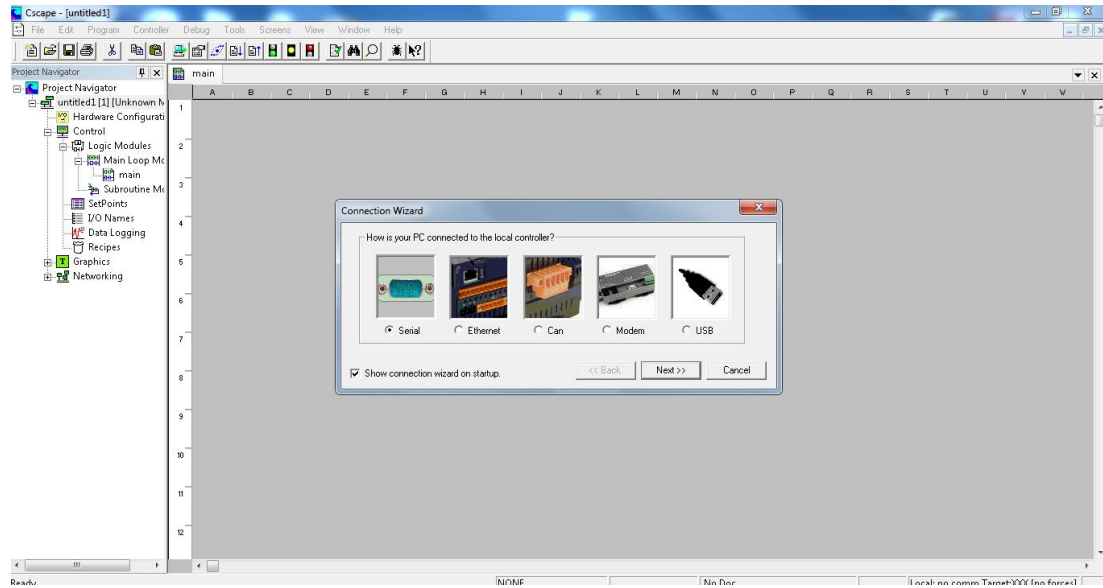 Cscape - [untitled1]
File Edit Program Controller Debug Tools Screens View Window Help
Project Navigator
main
Project Navigator
untitled1 [1] [Unknown M
Hardware Configurati
Control
Logic Modules
Main Loop Mo
main
Subroutine Mo
SetPoints
I/O Names
Data Logging
Recipes
Graphics
Networking
A B C D E F G H I J K L M N O P Q R S T U V W
1
2
3
4
5
6
7
8
9
10
11
12
Connection Wizard
How is your PC connected to the local controller?
Serial Ethernet Can Modem USB
Show connection wizard on startup.
<< Back Next >> Cancel
Ready NONE No Doc Local: no comm Target:XXX [no forces]